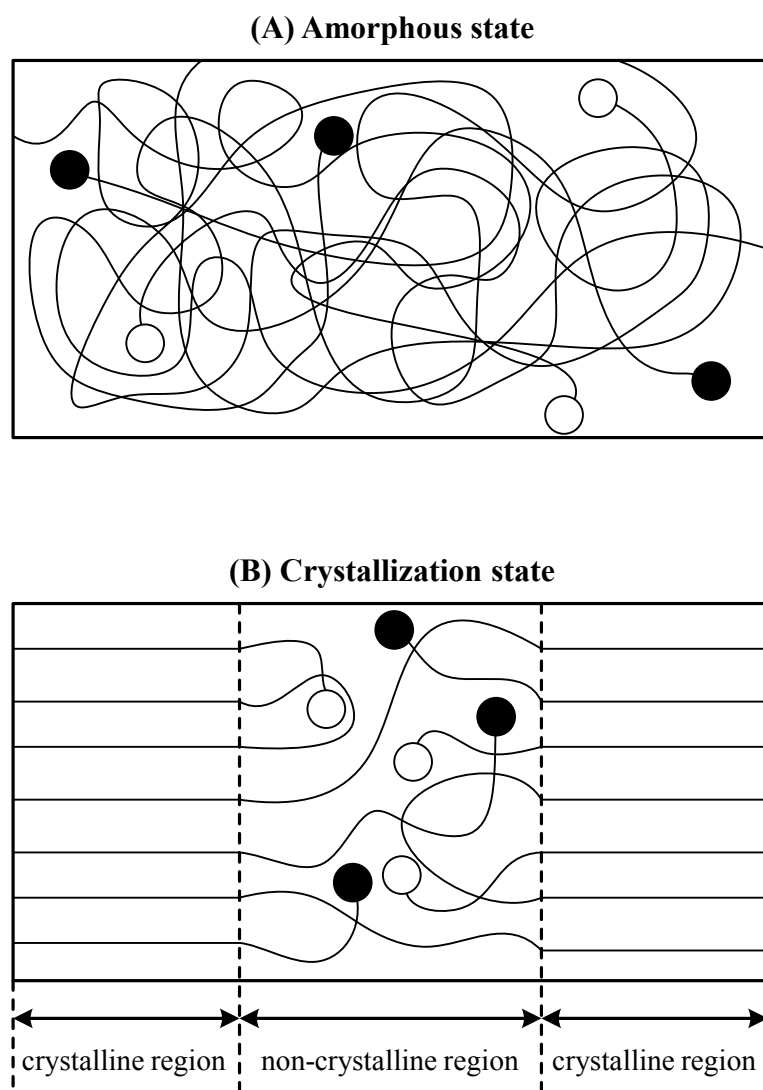 (A) Amorphous state
(B) Crystallization state
crystalline region non-crystalline region crystalline region